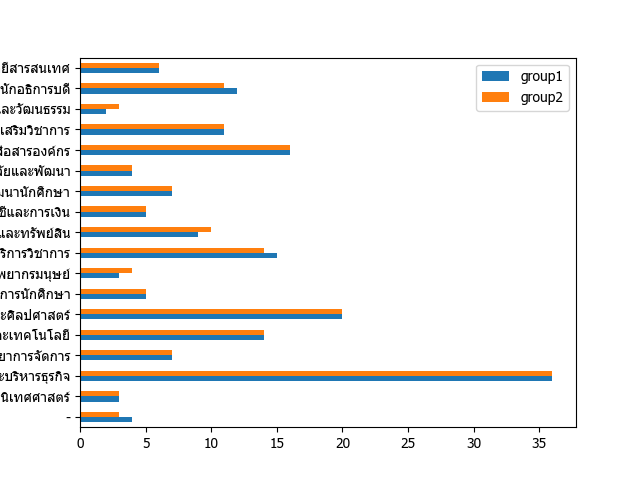 ยีสารสนเทศ
นักอธิการบดี
และวัฒนธรรม
เสริมวิชาการ
สื่อสารองค์กร
วิจัยและพัฒนา
ัฒนานักศึกษา
ชีและการเงิน
และทรัพย์สิน
ริการวิชาการ
พยากรมนุษย์
การนักศึกษา
ะศิลปศาสตร์
ละเทคโนโลยี
ยาการจัดการ
ะบริหารธุรกิจ
นิเทศศาสตร์
-
0 5 10 15 20 25 30 35
group1
group2